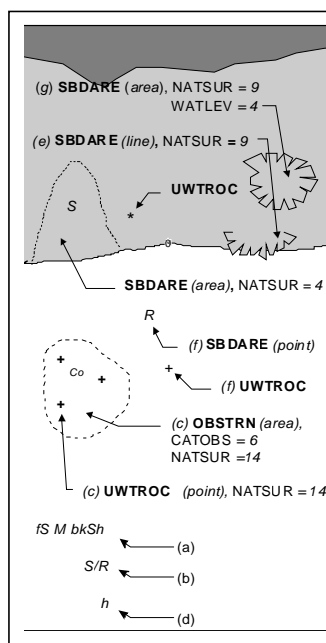 (g) SBDARE (area), NATSUR = 9
WATLEV = 4
(e) SBDARE (line), NATSUR = 9
UWTROC
S
*
SBDARE (area), NATSUR = 4
R
(f) SBDARE (point)
Co
(f) UWTROC
(c) OBSTRN (area),
CATOBS = 6
NATSUR =14
(c) UWTROC (point), NATSUR =14
fS M bkSh
(a)
S/R
(b)
h
(d)